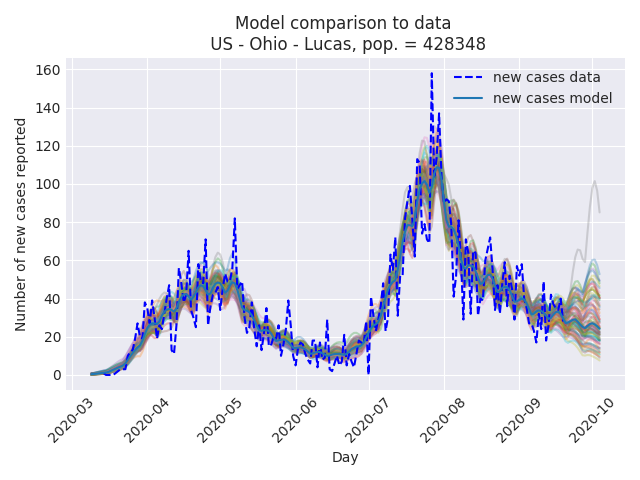 Model comparison to data
US - Ohio - Lucas, pop. = 428348
new cases data
new cases model
Number of new cases reported
160
140
120
100
80
60
40
20
0
2020-03
2020-04
2020-05
2020-06
2020-07
2020-08
2020-09
2020-10
Day